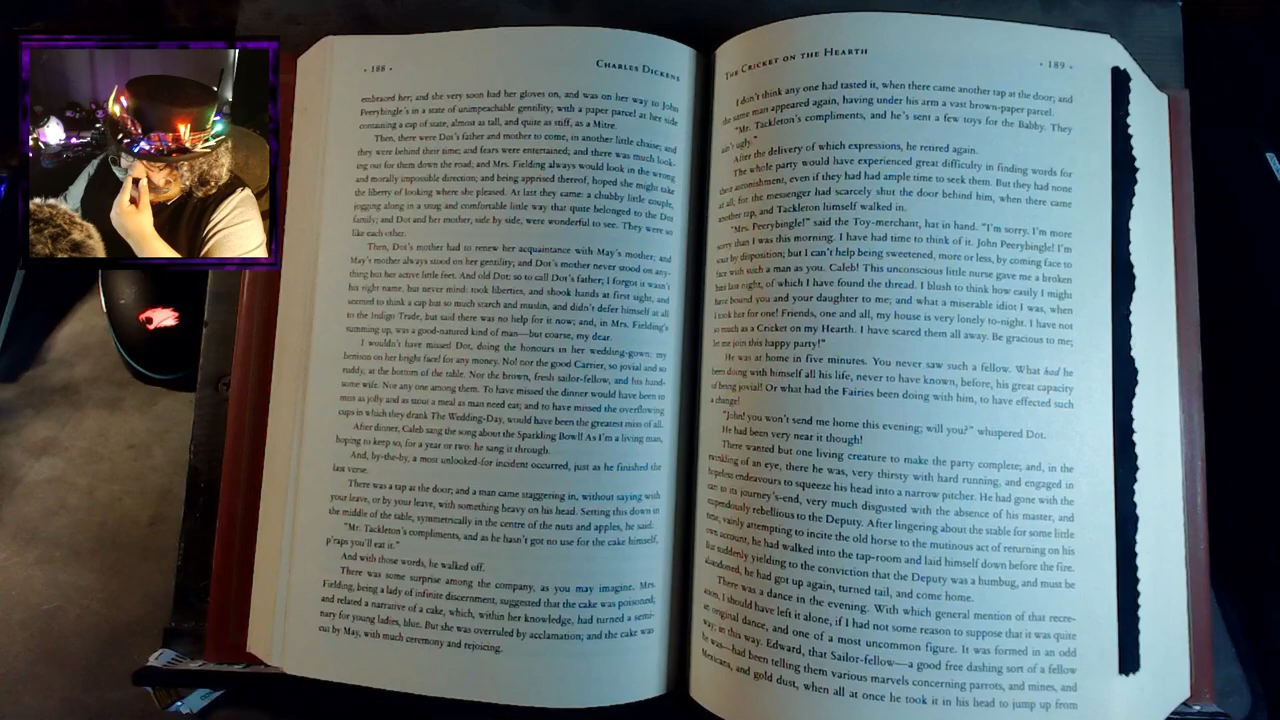 • 188 •
CHARLES DICKENS
embraced her; and she very soon had her gloves on, and was on her way to John
Peerybingle's in a state of unimpeachable gentility; with a paper parcel at her side
containing a cap of state, almost as tall, and quite as stiff, as a Mitre.
Then, there were Dot's father and mother to come, in another little chaise; and
they were behind their time; and fears were entertained; and there was much look-
ing out for them down the road; and Mrs. Fielding always would look in the wrong
and morally impossible direction; and being apprised thereof, hoped she might take
the liberty of looking where she pleased. At last they came: a chubby little couple,
jogging along in a snug and comfortable little way that quite belonged to the Dot
family; and Dot and her mother, side by side, were wonderful to see. They were so
like each other.
Then, Dot's mother had to renew her acquaintance with May's mother; and
May's mother always stood on her gentility; and Dot's mother never stood on any-
thing but her active little feet. And old Dot: so to call Dot's father; I forgot it wasn't
his right name, but never mind: took liberties, and shook hands at first sight, and
seemed to think a cap but so much starch and muslin, and didn't defer himself at all
to the Indigo Trade, but said there was no help for it now; and, in Mrs. Fielding's
summing up, was a good-natured kind of man—but coarse, my dear.
I wouldn't have missed Dot, doing the honours in her wedding-gown: my
benison on her bright face! for any money. No! nor the good Carrier, so jovial and so
ruddy, at the bottom of the table. Nor the brown, fresh sailor-fellow, and his hand-
some wife. Nor any one among them. To have missed the dinner would have been to
miss as jolly and as stout a meal as man need eat; and to have missed the overflowing
cups in which they drank The Wedding-Day, would have been the greatest miss of all.
After dinner, Caleb sang the song about the Sparkling Bowl! As I'm a living man,
hoping to keep so, for a year or two: he sang it through.
And, by-the-by, a most unlooked-for incident occurred, just as he finished the
last verse.
There was a tap at the door; and a man came staggering in, without saying with
your leave, or by your leave, with something heavy on his head. Setting this down in
the middle of the table, symmetrically in the centre of the nuts and apples, he said:
"Mr. Tackleton's compliments, and as he hasn't got no use for the cake himself,
p'raps you'll eat it."
And with those words, he walked off.
There was some surprise among the company, as you may imagine. Mrs.
Fielding, being a lady of infinite discernment, suggested that the cake was poisoned;
and related a narrative of a cake, which, within her knowledge, had turned a semi-
nary for young ladies, blue. But she was overruled by acclamation; and the cake was
cut by May, with much ceremony and rejoicing.
THE CRICKET ON THE HEARTH
• 189 •
I don't think any one had tasted it, when there came another tap at the door; and
the same man appeared again, having under his arm a vast brown-paper parcel.
"Mr. Tackleton's compliments, and he's sent a few toys for the Babby. They
ain't ugly."
After the delivery of which expressions, he retired again.
The whole party would have experienced great difficulty in finding words for
their astonishment, even if they had had ample time to seek them. But they had none
at all; for the messenger had scarcely shut the door behind him, when there came
another tap, and Tackleton himself walked in.
"Mrs. Peerybingle!" said the Toy-merchant, hat in hand. "I'm sorry. I'm more
sorry than I was this morning. I have had time to think of it. John Peerybingle! I'm
sour by disposition; but I can't help being sweetened, more or less, by coming face to
face with such a man as you. Caleb! This unconscious little nurse gave me a broken
hint last night, of which I have found the thread. I blush to think how easily I might
have bound you and your daughter to me; and what a miserable idiot I was, when
I took her for one! Friends, one and all, my house is very lonely to-night. I have not
so much as a Cricket on my Hearth. I have scared them all away. Be gracious to me;
let me join this happy party!"
He was at home in five minutes. You never saw such a fellow. What had he
been doing with himself all his life, never to have known, before, his great capacity
of being jovial! Or what had the Fairies been doing with him, to have effected such
a change!
"John! you won't send me home this evening; will you?" whispered Dot.
He had been very near it though!
There wanted but one living creature to make the party complete; and, in the
twinkling of an eye, there he was, very thirsty with hard running, and engaged in
hopeless endeavours to squeeze his head into a narrow pitcher. He had gone with the
cart to its journey's-end, very much disgusted with the absence of his master, and
stupendously rebellious to the Deputy. After lingering about the stable for some little
time, vainly attempting to incite the old horse to the mutinous act of returning on his
own account, he had walked into the tap-room and laid himself down before the fire.
But suddenly yielding to the conviction that the Deputy was a humbug, and must be
abandoned, he had got up again, turned tail, and come home.
There was a dance in the evening. With which general mention of that recre-
ation, I should have left it alone, if I had not some reason to suppose that it was quite
an original dance, and one of a most uncommon figure. It was formed in an odd
way; in this way. Edward, that Sailor-fellow—a good free dashing sort of a fellow
he was—had been telling them various marvels concerning parrots, and mines, and
Mexicans, and gold dust, when all at once he took it in his head to jump up from